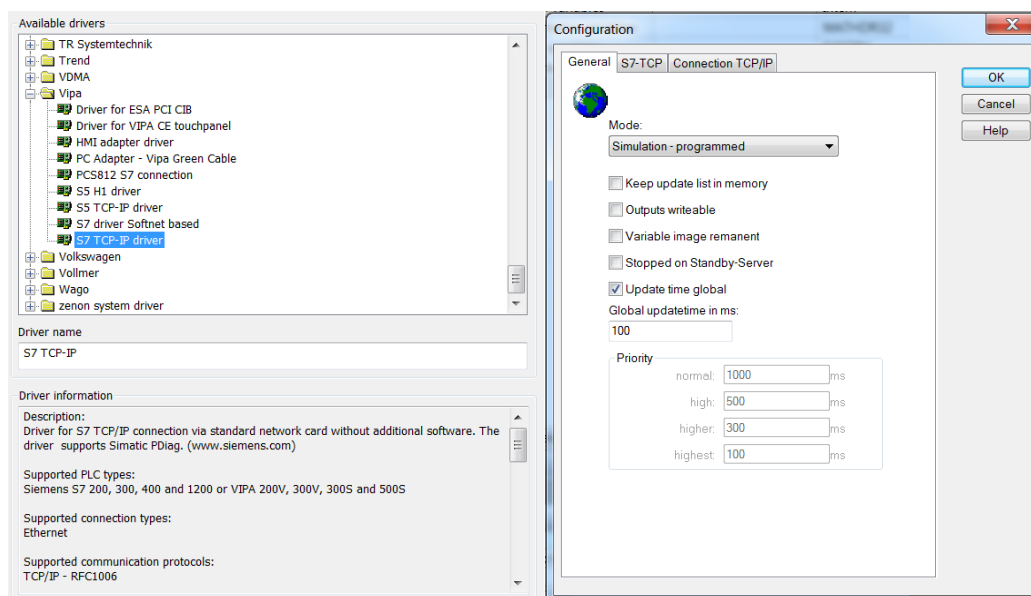 Available drivers
TR Systemtechnik
Trend
VDMA
Vipa
Driver for ESA PCI CIB
Driver for VIPA CE touchpanel
HMI adapter driver
PC Adapter - Vipa Green Cable
PCS812 S7 connection
S5 H1 driver
S5 TCP-IP driver
S7 driver Softnet based
S7 TCP-IP driver
Volkswagen
Vollmer
Wago
zenon system driver
Driver name
S7 TCP-IP
Driver information
Description:
Driver for S7 TCP/IP connection via standard network card without additional software. The
driver supports Simatic PDiag. (www.siemens.com)
Supported PLC types:
Siemens S7 200, 300, 400 and 1200 or VIPA 200V, 300V, 300S and 500S
Supported connection types:
Ethernet
Supported communication protocols:
TCP/IP - RFC1006
Configuration
General S7-TCP Connection TCP/IP
OK
Cancel
Help
Mode:
Simulation - programmed
Keep update list in memory
Outputs writeable
Variable image remanent
Stopped on Standby-Server
Update time global
Global updatetime in ms:
100
Priority
normal: 1000 ms
high: 500 ms
higher: 300 ms
highest: 100 ms